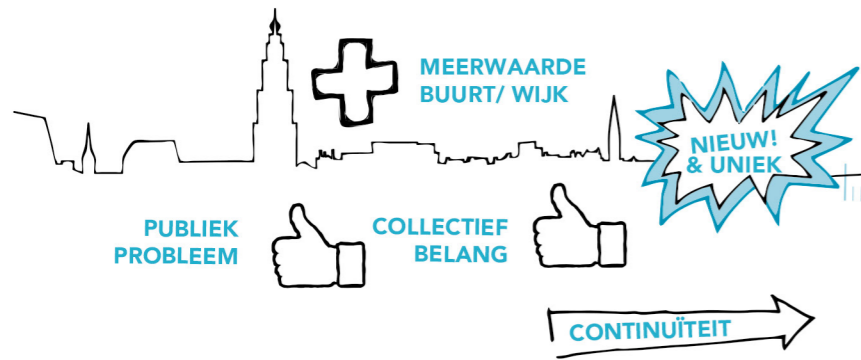 MEERWAARDE
BUURT/ WIJK
NIEUW!
& UNIEK
PUBLIEK
PROBLEEM
COLLECTIEF
BELANG
CONTINUÏTEIT